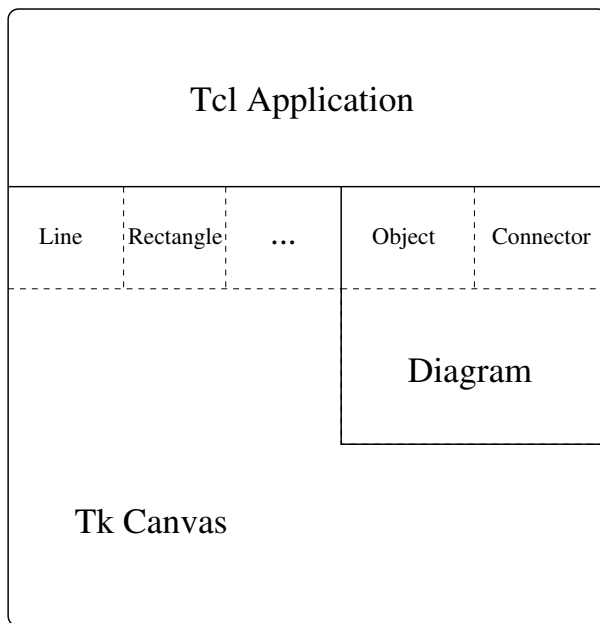 Tcl Application
Line Rectangle ... Object Connector
Diagram
Tk Canvas